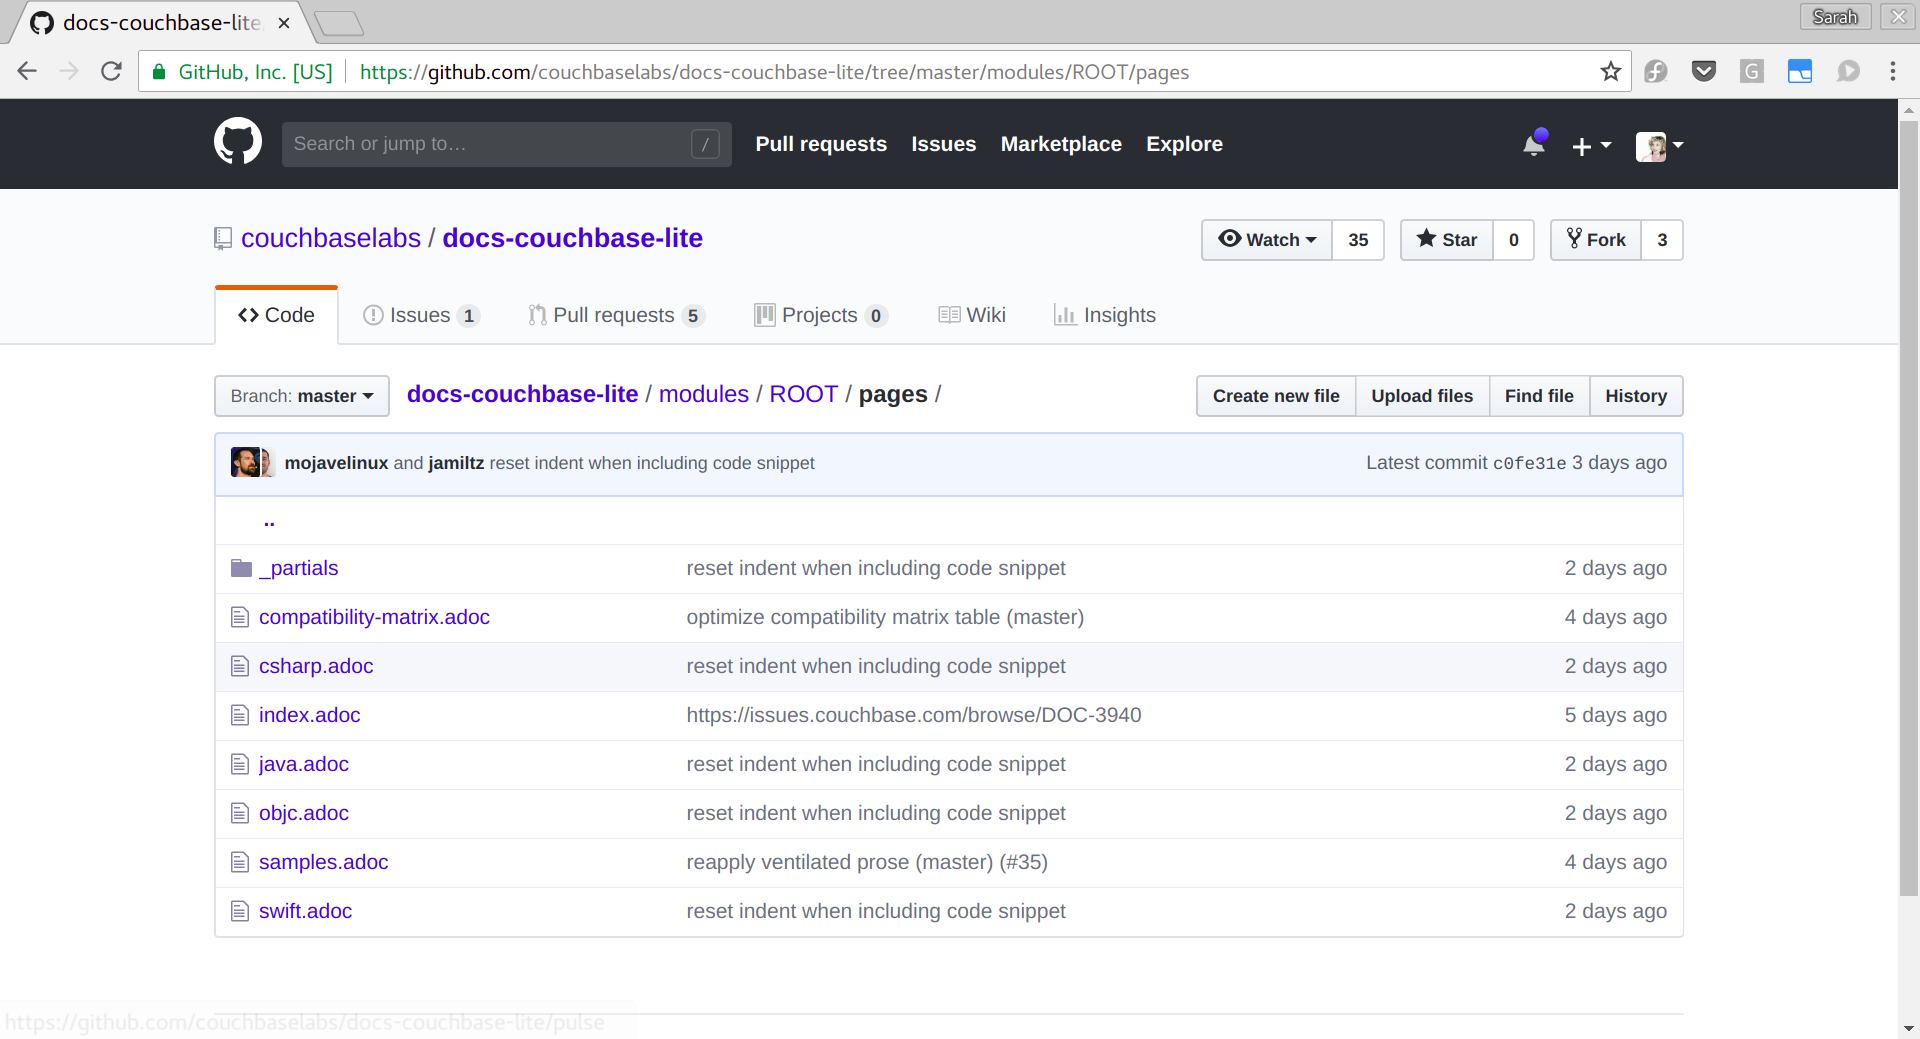 docs-couchbase-lite
Sarah
GitHub, Inc. [US] https://github.com/couchbaselabs/docs-couchbase-lite/tree/master/modules/ROOT/pages
G
Search or jump to… / Pull requests Issues Marketplace Explore
couchbaselabs / docs-couchbase-lite Watch 35 Star 0 Fork 3
Code Issues 1 Pull requests 5 Projects 0 Wiki Insights
Branch: master docs-couchbase-lite / modules / ROOT / pages / Create new file Upload files Find file History
mojavelinux and jamiltz reset indent when including code snippet Latest commit c0fe31e 3 days ago
..
_partials reset indent when including code snippet 2 days ago
compatibility-matrix.adoc optimize compatibility matrix table (master) 4 days ago
csharp.adoc reset indent when including code snippet 2 days ago
index.adoc https://issues.couchbase.com/browse/DOC-3940 5 days ago
java.adoc reset indent when including code snippet 2 days ago
objc.adoc reset indent when including code snippet 2 days ago
samples.adoc reapply ventilated prose (master) (#35) 4 days ago
swift.adoc reset indent when including code snippet 2 days ago
https://github.com/couchbaselabs/docs-couchbase-lite/pulse